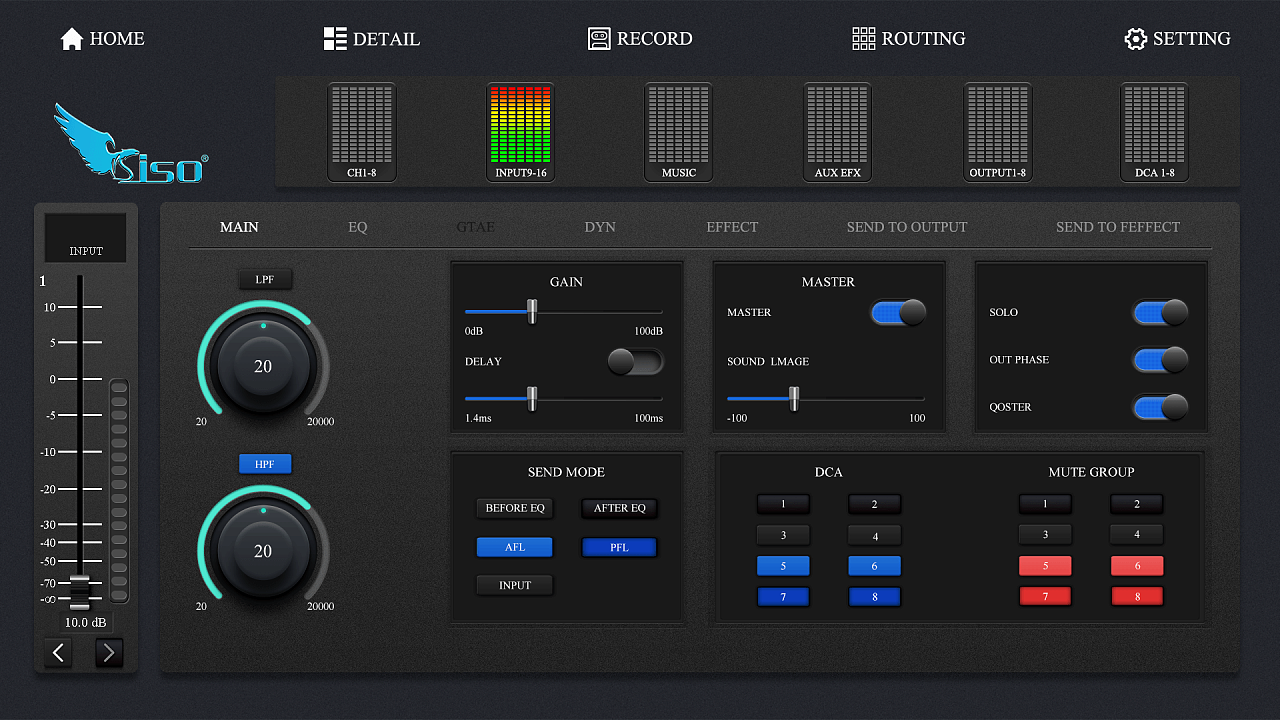 HOME
DETAIL
RECORD
ROUTING
SETTING
Siso®
CH1-8
INPUT9-16
MUSIC
AUX EFX
OUTPUT1-8
DCA 1-8
INPUT
1
10
5
0
-5
-10
-20
-30
-40
-50
-70
-∞
10.0 dB
MAIN
EQ
GTAE
DYN
EFFECT
SEND TO OUTPUT
SEND TO FEFFECT
LPF
20
20
20000
HPF
20
20
20000
GAIN
0dB
100dB
DELAY
1.4ms
100ms
MASTER
MASTER
SOUND LMAGE
-100
100
SOLO
OUT PHASE
QOSTER
SEND MODE
BEFORE EQ
AFTER EQ
AFL
PFL
INPUT
DCA
1
2
3
4
5
6
7
8
MUTE GROUP
1
2
3
4
5
6
7
8